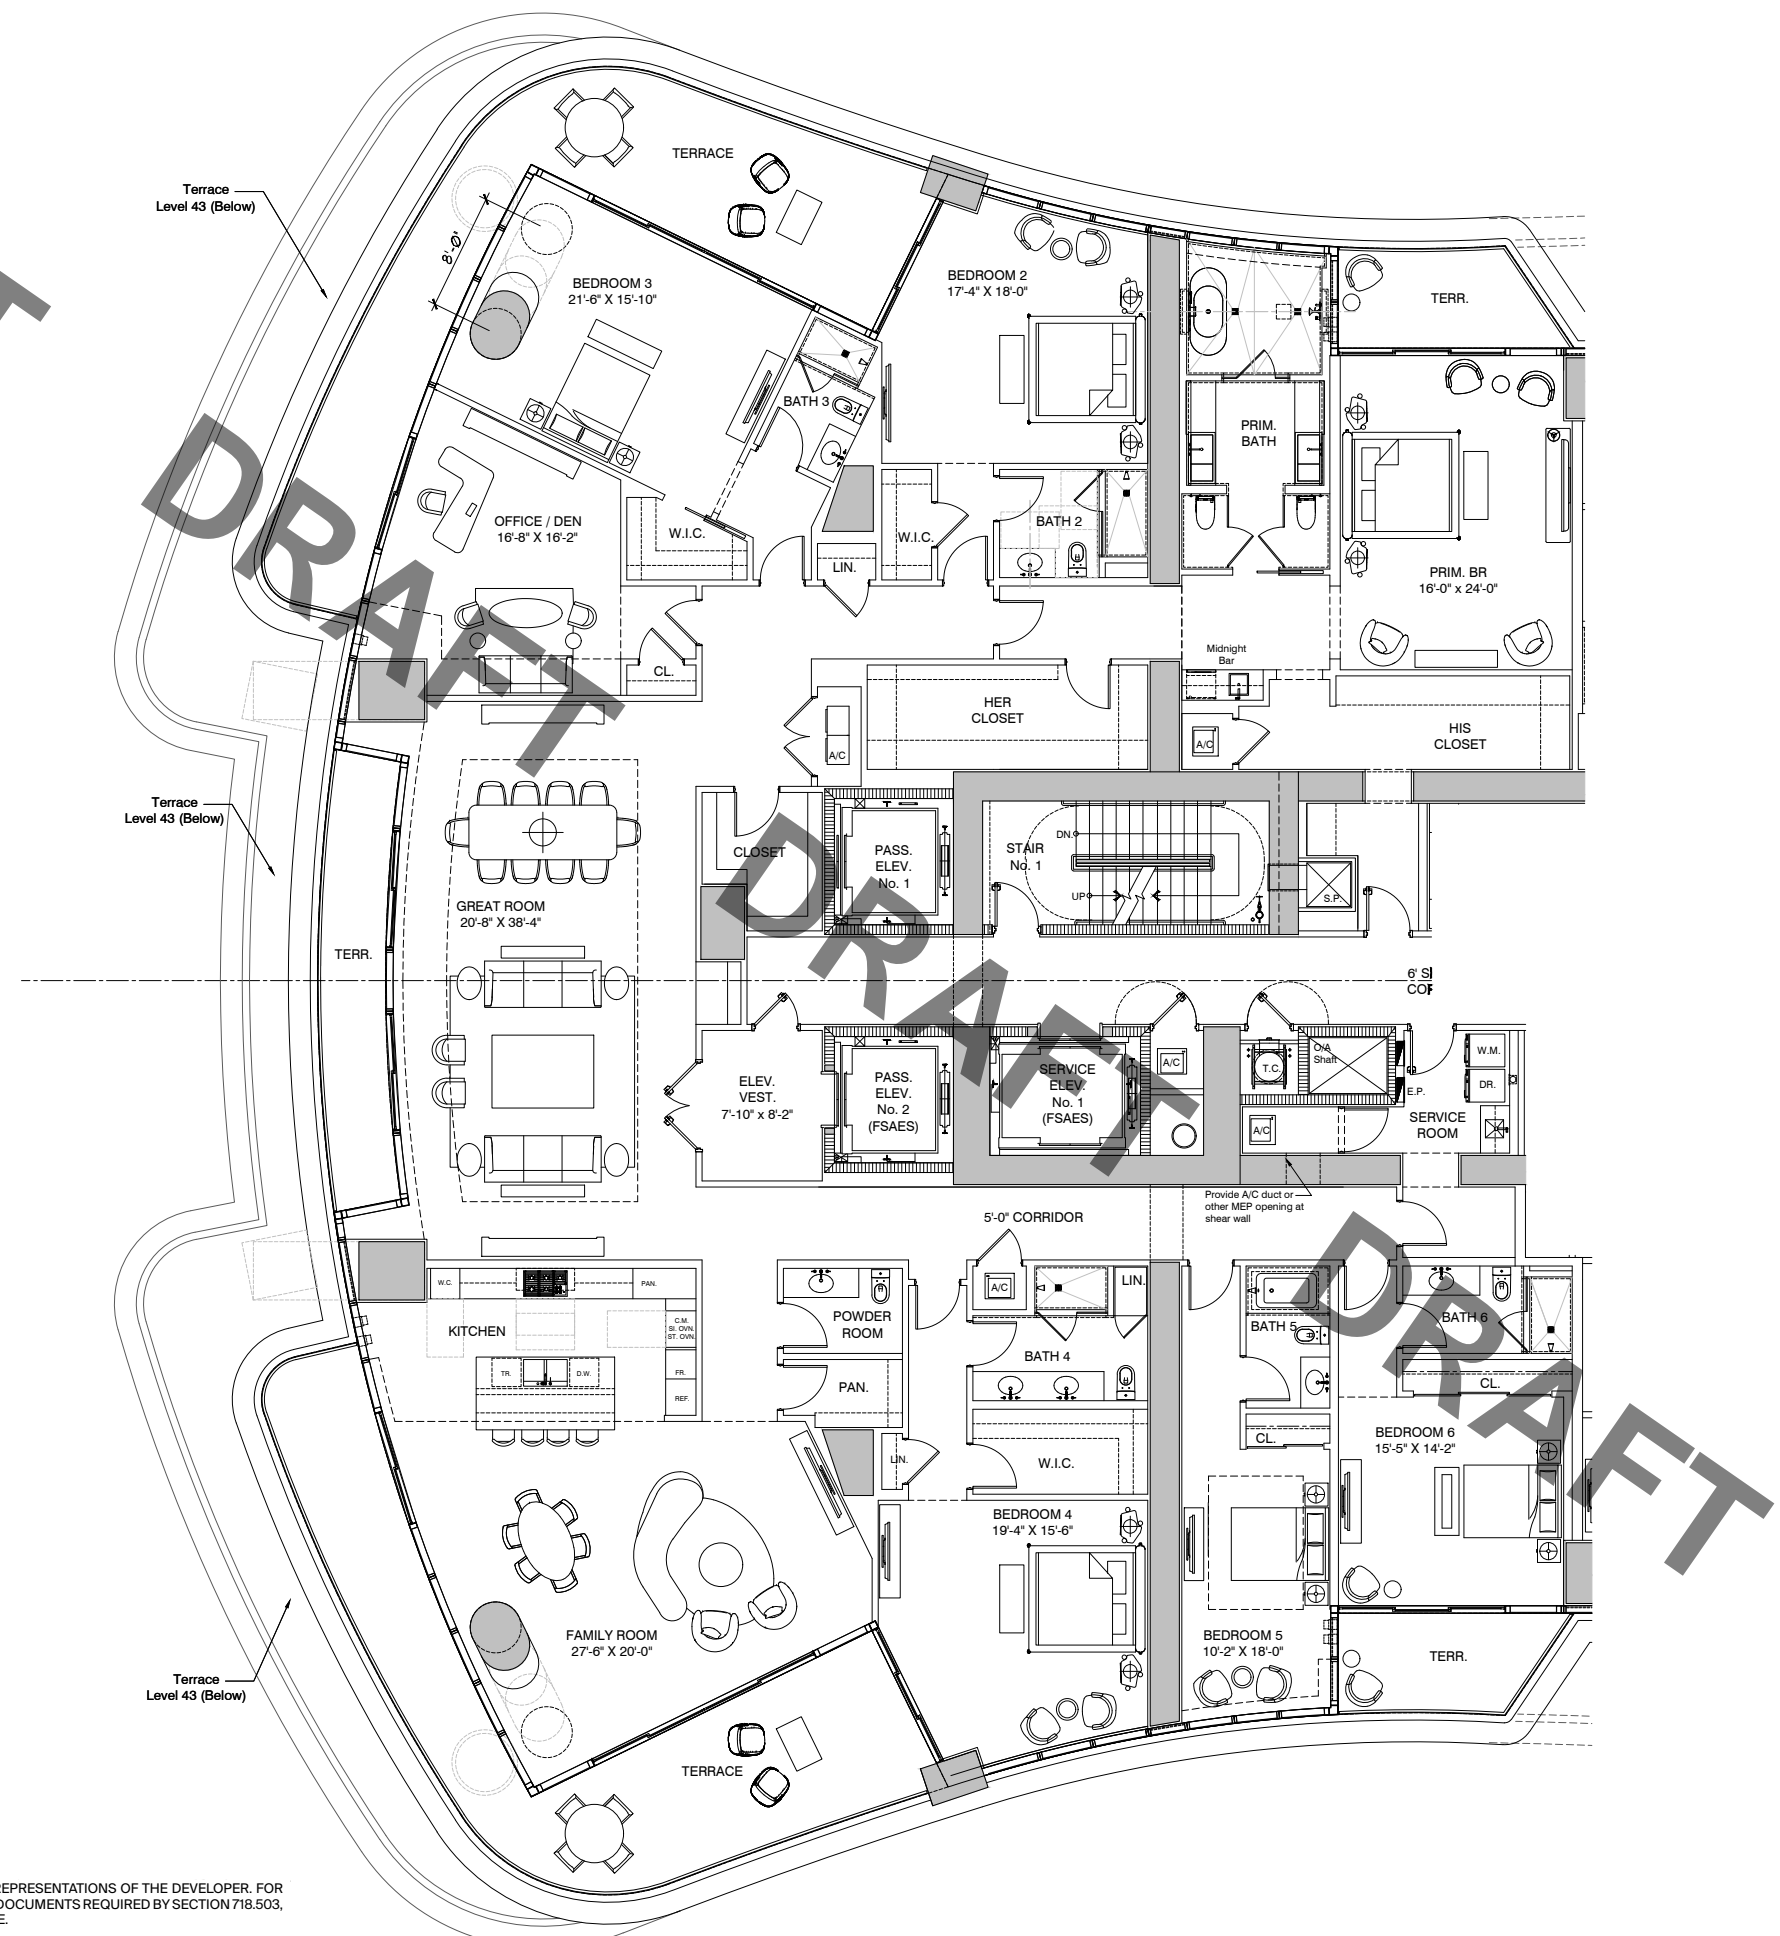 TERRACE
Terrace
Level 43 (Below)
8'-0"
BEDROOM 3
21'-6" X 15'-10"
BEDROOM 2
17'-4" X 18'-0"
TERR.
DRAFT
BATH 3
PRIM.
BATH
OFFICE / DEN
16'-8" X 16'-2"
W.I.C.
LIN.
W.I.C.
BATH 2
PRIM. BR
16'-0" x 24'-0"
CL.
Midnight
Bar
HER
CLOSET
HIS
CLOSET
A/C
A/C
Terrace
Level 43 (Below)
CLOSET
PASS.
ELEV.
No. 1
STAIR
No. 1
DN.
UP
S.P.
DRAFT
GREAT ROOM
20'-8" X 38'-4"
TERR.
6' S
CO
ELEV.
VEST.
7'-10" x 8'-2"
PASS.
ELEV.
No. 2
(FSAES)
SERVICE
ELEV.
No. 1
(FSAES)
A/C
T.C.
O/A
Shaft
E.P.
W.M.
DR.
A/C
SERVICE
ROOM
Provide A/C duct or
other MEP opening at
shear wall
5'-0" CORRIDOR
W.C.
PAN.
KITCHEN
C.M.
SI. OVN.
ST. OVN.
FR.
REF.
TR.
D.W.
POWDER
ROOM
PAN.
A/C
LIN.
BATH 4
BATH 5
BATH 6
DRAFT
CL.
CL.
LIN.
W.I.C.
BEDROOM 6
15'-5" X 14'-2"
BEDROOM 4
19'-4" X 15'-6"
FAMILY ROOM
27'-6" X 20'-0"
BEDROOM 5
10'-2" X 18'-0"
TERR.
Terrace
Level 43 (Below)
TERRACE
REPRESENTATIONS OF THE DEVELOPER. FOR
DOCUMENTS REQUIRED BY SECTION 718.503,
E.